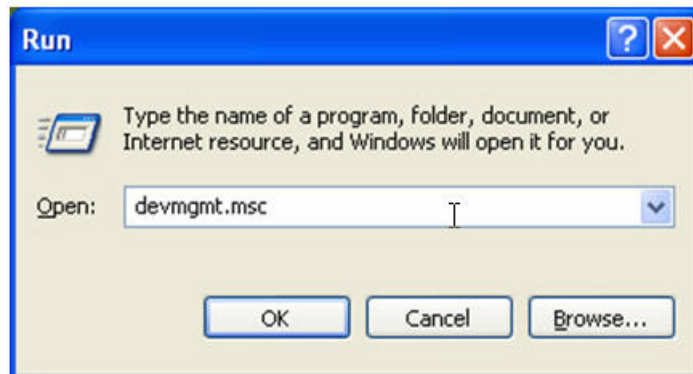 Run
Type the name of a program, folder, document, or
Internet resource, and Windows will open it for you.
Open: devmgmt.msc
OK Cancel Browse...